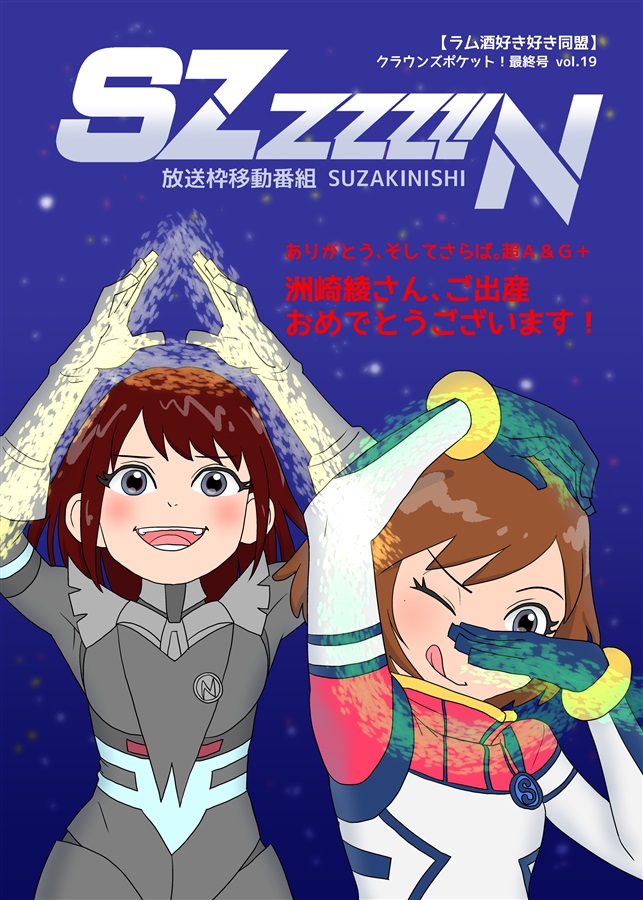 【ラム酒好き好き同盟】
クラウンズポケット！最終号 vol.19
SZzzzz!!N
放送枠移動番組 SUZAKINISHI
ありがとう、そしてさらば。超Ａ＆Ｇ＋
洲崎綾さん、ご出産
おめでとうございます！
N
S